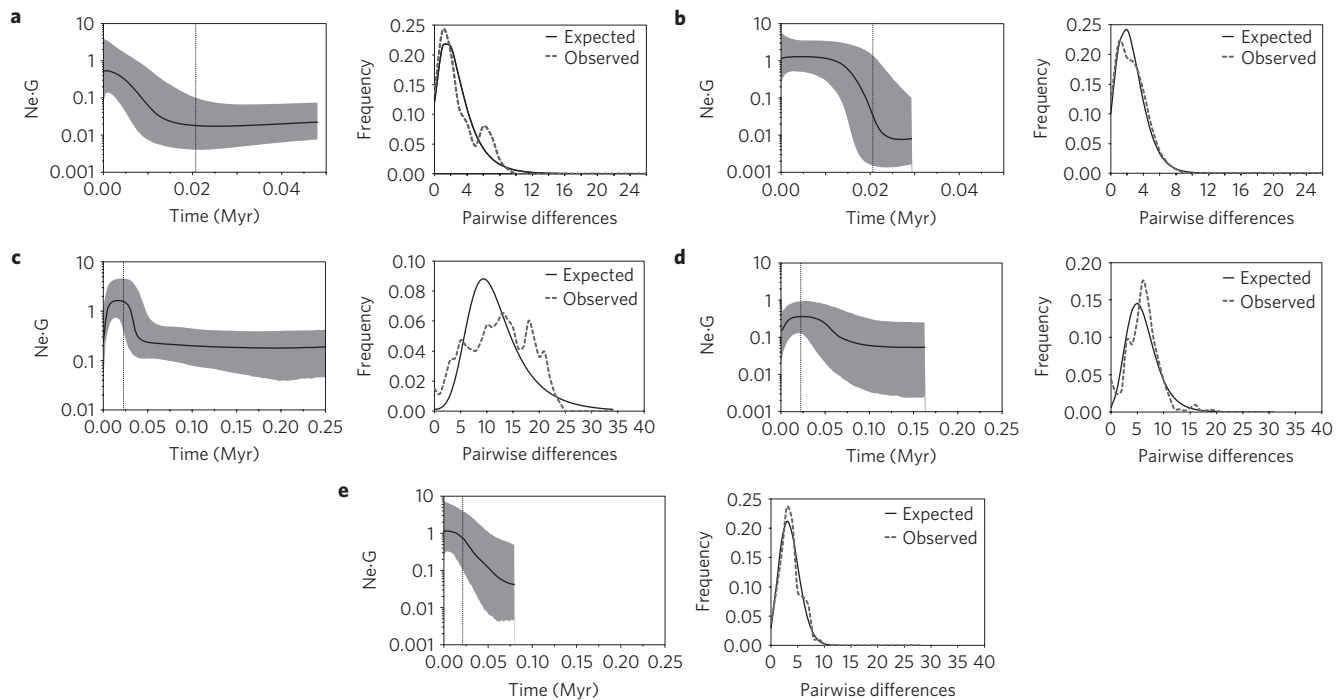 a
10
1
0.1
0.01
0.001
Ne·G
0.00 0.02 0.04
Time (Myr)
0.25
0.20
0.15
0.10
0.05
0.00
Frequency
Expected
Observed
0 4 8 12 16 20 24
Pairwise differences
b
10
1
0.1
0.01
0.001
Ne·G
0.00 0.02 0.04
Time (Myr)
0.25
0.20
0.15
0.10
0.05
0.00
Frequency
Expected
Observed
0 4 8 12 16 20 24
Pairwise differences
c
10
1
0.1
0.01
Ne·G
0.00 0.05 0.10 0.15 0.20 0.25
Time (Myr)
0.10
0.08
0.06
0.04
0.02
0.00
Frequency
Expected
Observed
0 5 10 15 20 25 30 35 40
Pairwise differences
d
10
1
0.1
0.01
0.001
Ne·G
0.00 0.05 0.10 0.15 0.20 0.25
Time (Myr)
0.20
0.15
0.10
0.05
0.00
Frequency
Expected
Observed
0 5 10 15 20 25 30 35 40
Pairwise differences
e
10
1
0.1
0.01
0.001
Ne·G
0.00 0.05 0.10 0.15 0.20 0.25
Time (Myr)
0.25
0.20
0.15
0.10
0.05
0.00
Frequency
Expected
Observed
0 5 10 15 20 25 30 35 40
Pairwise differences